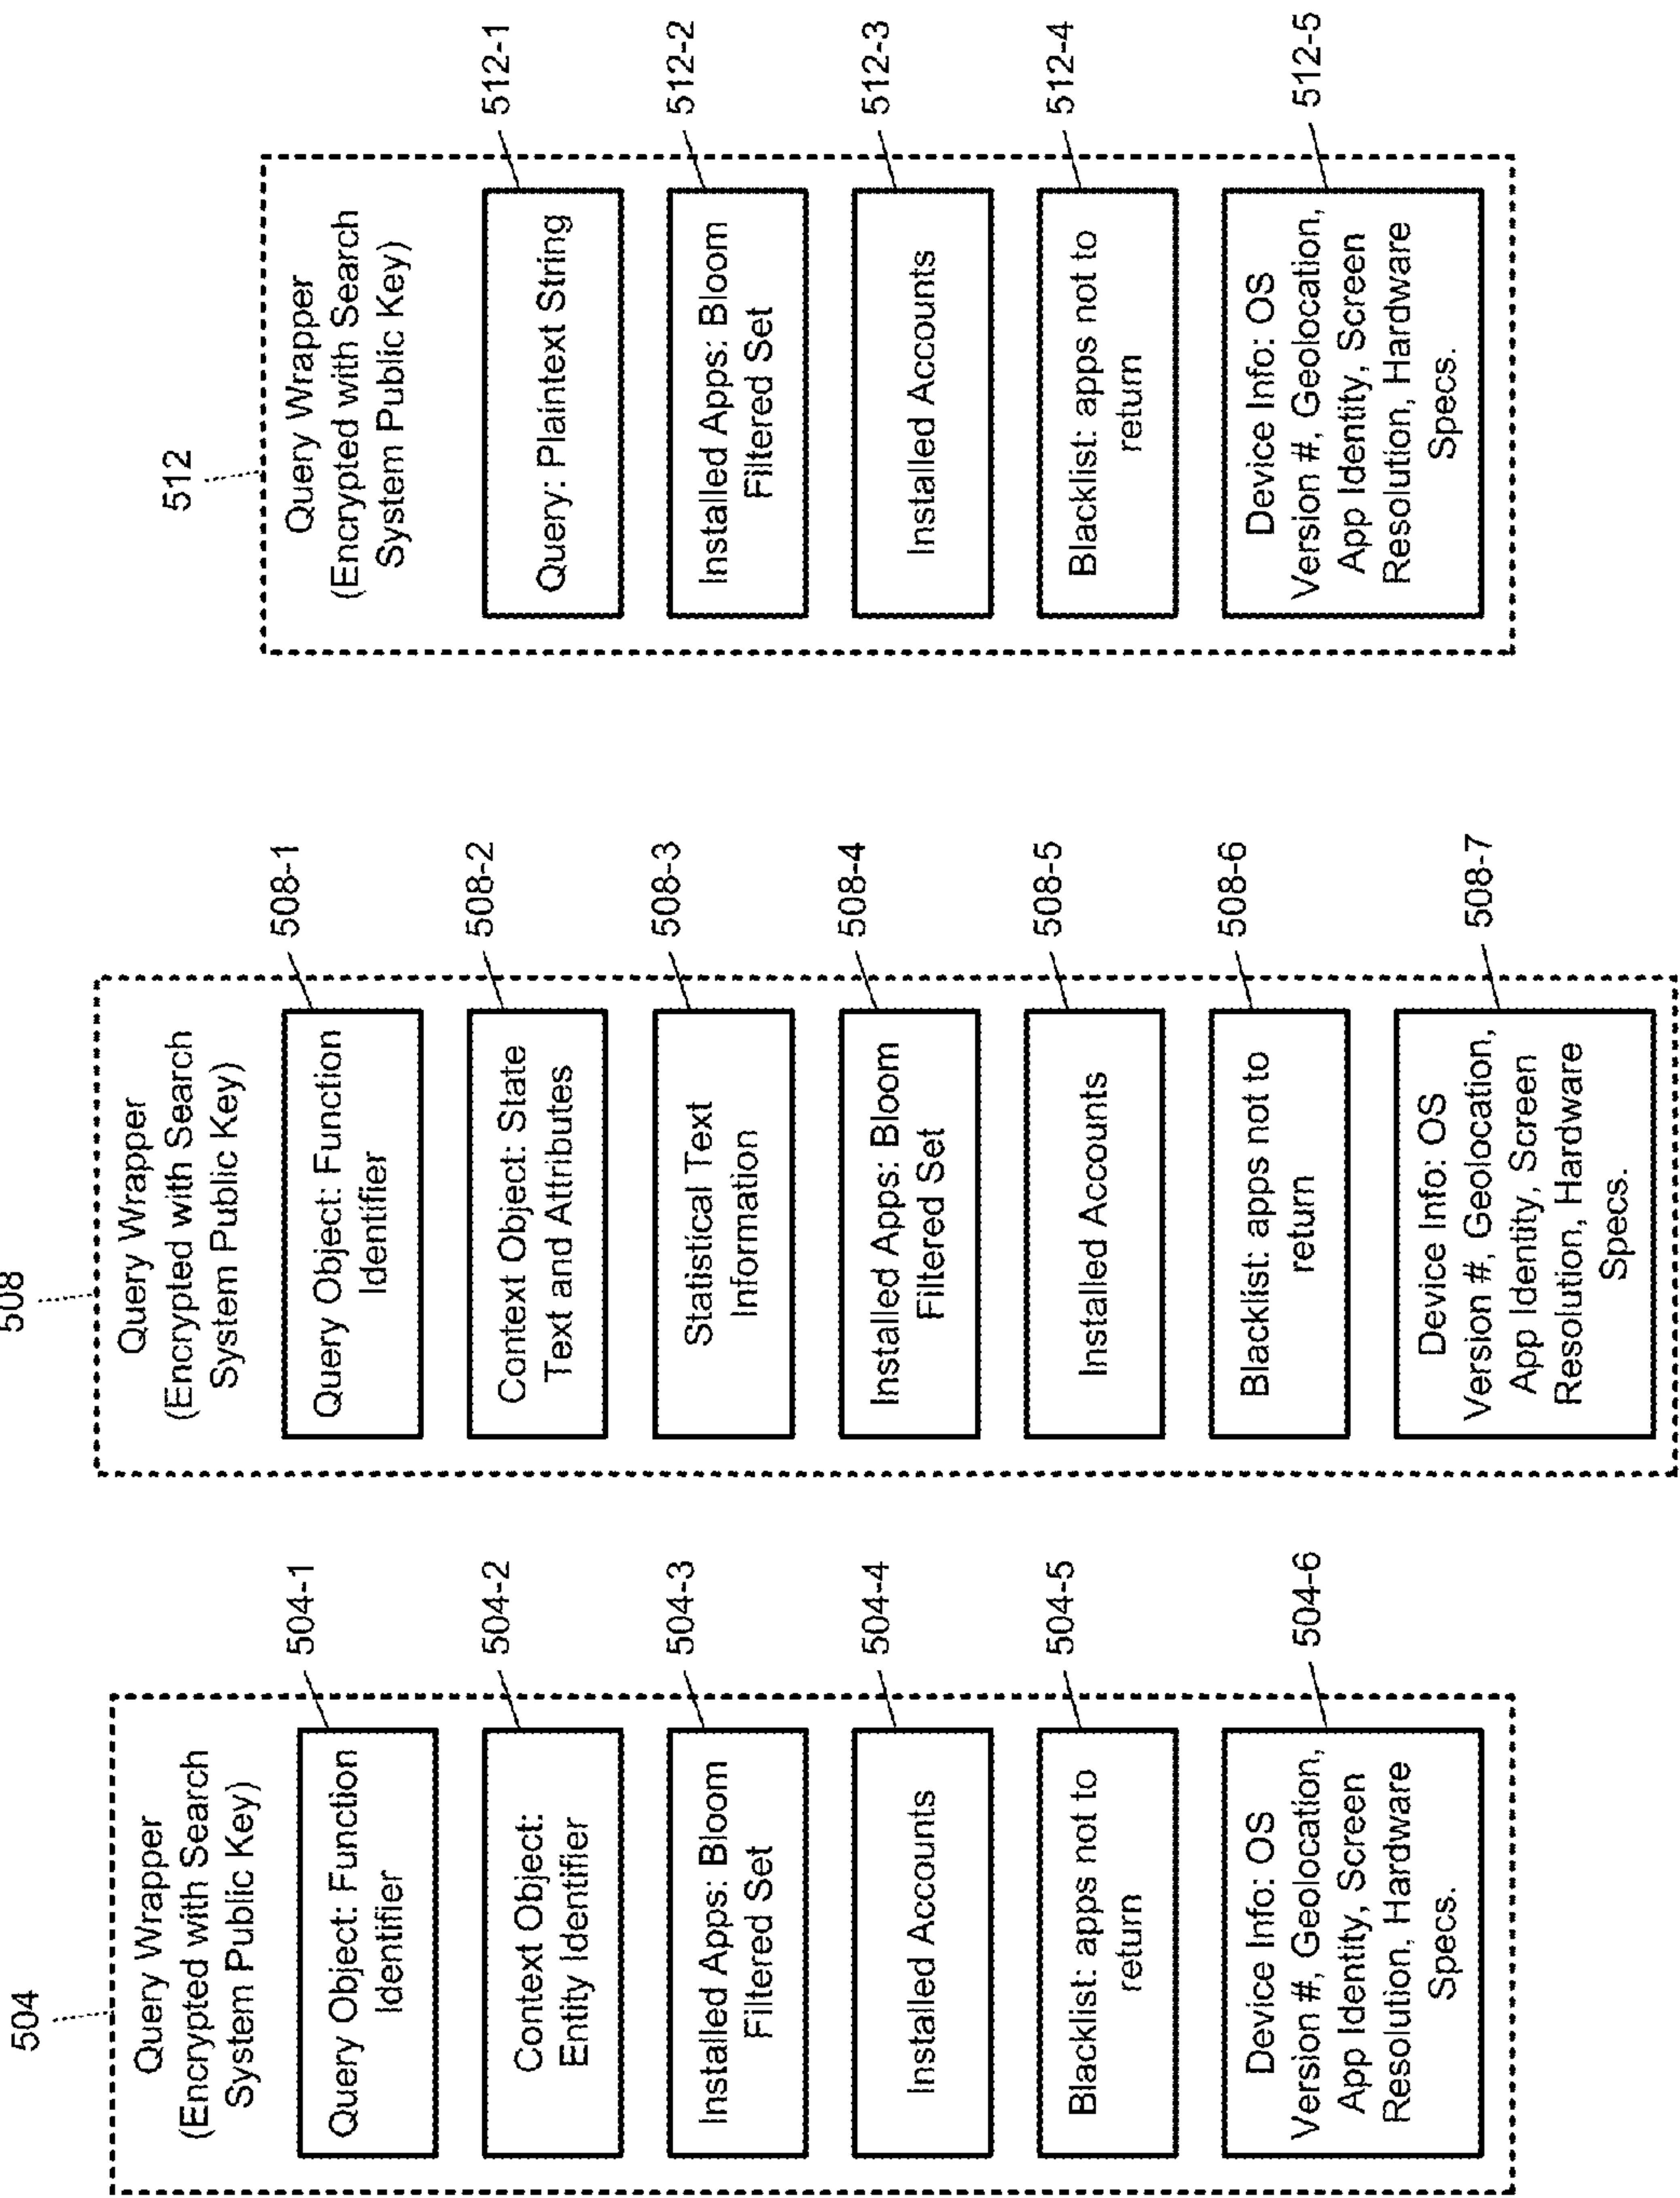 504
Query Wrapper
(Encrypted with Search
System Public Key)
Query Object: Function
Identifier
504-1
Context Object:
Entity Identifier
504-2
Installed Apps: Bloom
Filtered Set
504-3
Installed Accounts
504-4
Blacklist: apps not to
return
504-5
Device Info: OS
Version #, Geolocation,
App Identity, Screen
Resolution, Hardware
Specs.
504-6
508
Query Wrapper
(Encrypted with Search
System Public Key)
Query Object: Function
Identifier
508-1
Context Object: State
Text and Attributes
508-2
Statistical Text
Information
508-3
Installed Apps: Bloom
Filtered Set
508-4
Installed Accounts
508-5
Blacklist: apps not to
return
508-6
Device Info: OS
Version #, Geolocation,
App Identity, Screen
Resolution, Hardware
Specs.
508-7
512
Query Wrapper
(Encrypted with Search
System Public Key)
Query: Plaintext String
512-1
Installed Apps: Bloom
Filtered Set
512-2
Installed Accounts
512-3
Blacklist: apps not to
return
512-4
Device Info: OS
Version #, Geolocation,
App Identity, Screen
Resolution, Hardware
Specs.
512-5